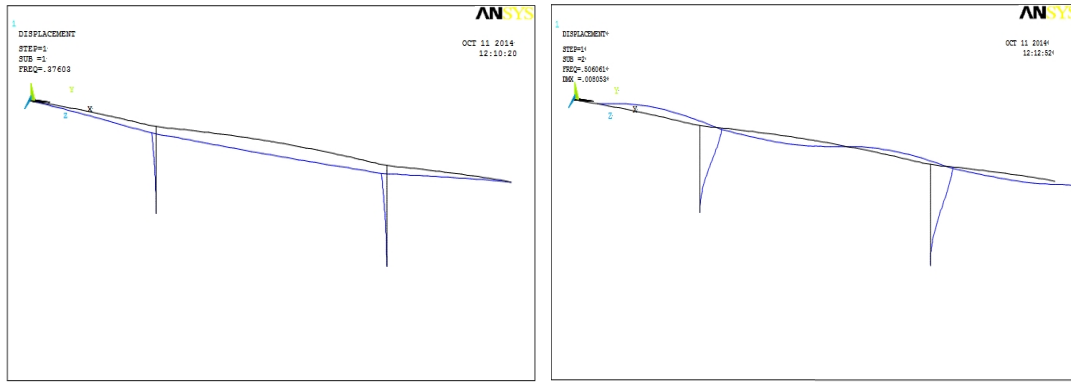 1
ANSYS
DISPLACEMENT
STEP=1
SUB =1
FREQ=.37603
OCT 11 2014
12:10:20
Y
X
Z
1
ANSYS
DISPLACEMENT
STEP=1
SUB =2
FREQ=.506061
DMX =.008053
OCT 11 2014
12:12:52
Y
X
Z